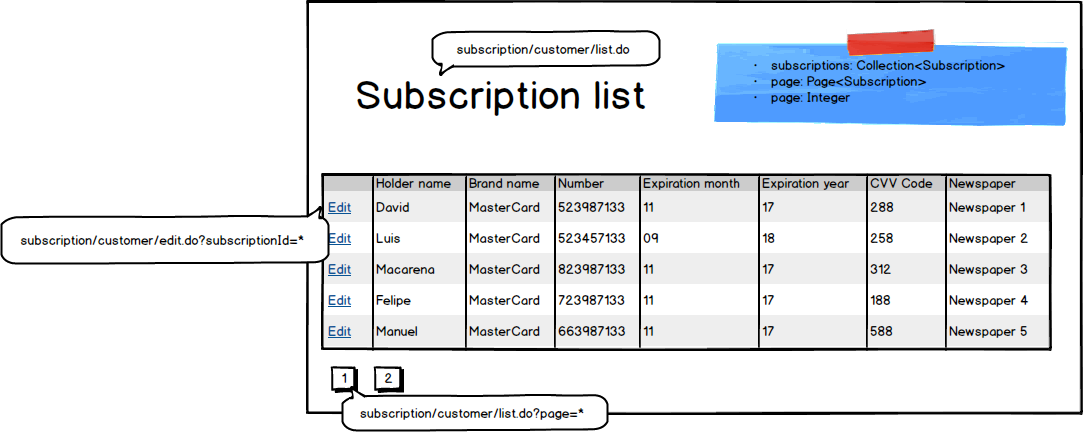 subscription/customer/list.do
· subscriptions: Collection<Subscription>
· page: Page<Subscription>
· page: Integer
Subscription list
Holder name Brand name Number Expiration month Expiration year CVV Code Newspaper
Edit David MasterCard 523987133 11 17 288 Newspaper 1
subscription/customer/edit.do?subscriptionId=*
Edit Luis MasterCard 523457133 09 18 258 Newspaper 2
Edit Macarena MasterCard 823987133 11 17 312 Newspaper 3
Edit Felipe MasterCard 723987133 11 17 188 Newspaper 4
Edit Manuel MasterCard 663987133 11 17 588 Newspaper 5
1 2
subscription/customer/list.do?page=*